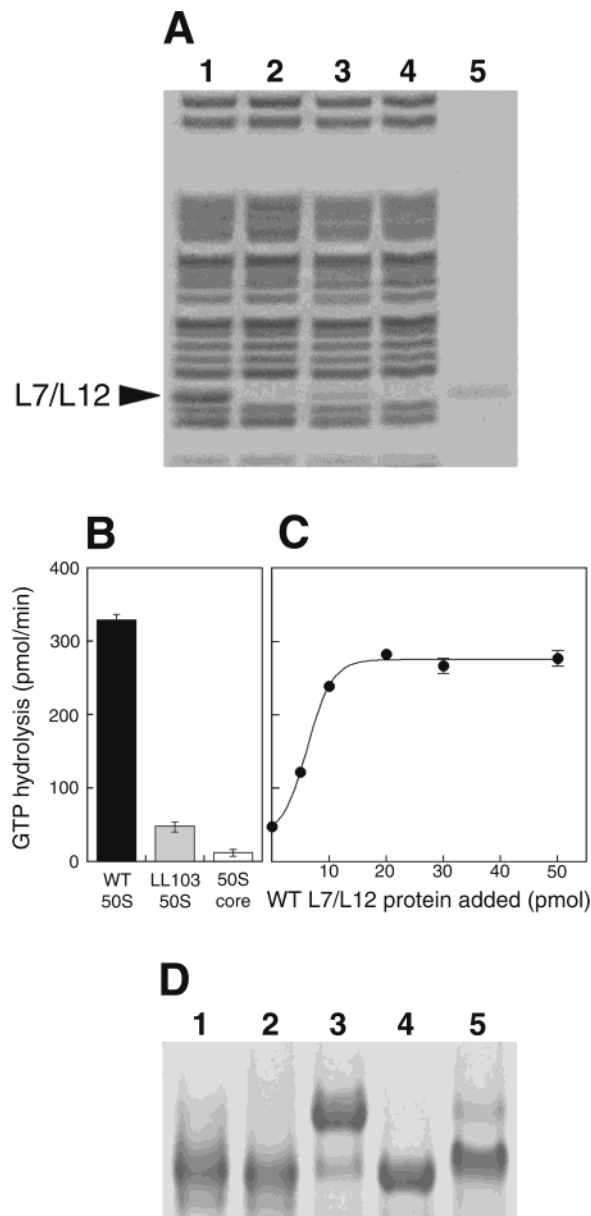 A
1 2 3 4 5
L7/L12
B
C
GTP hydrolysis (pmol/min)
400
300
200
100
0
WT
50S
LL103
50S
50S
core
10 20 30 40 50
WT L7/L12 protein added (pmol)
D
1 2 3 4 5